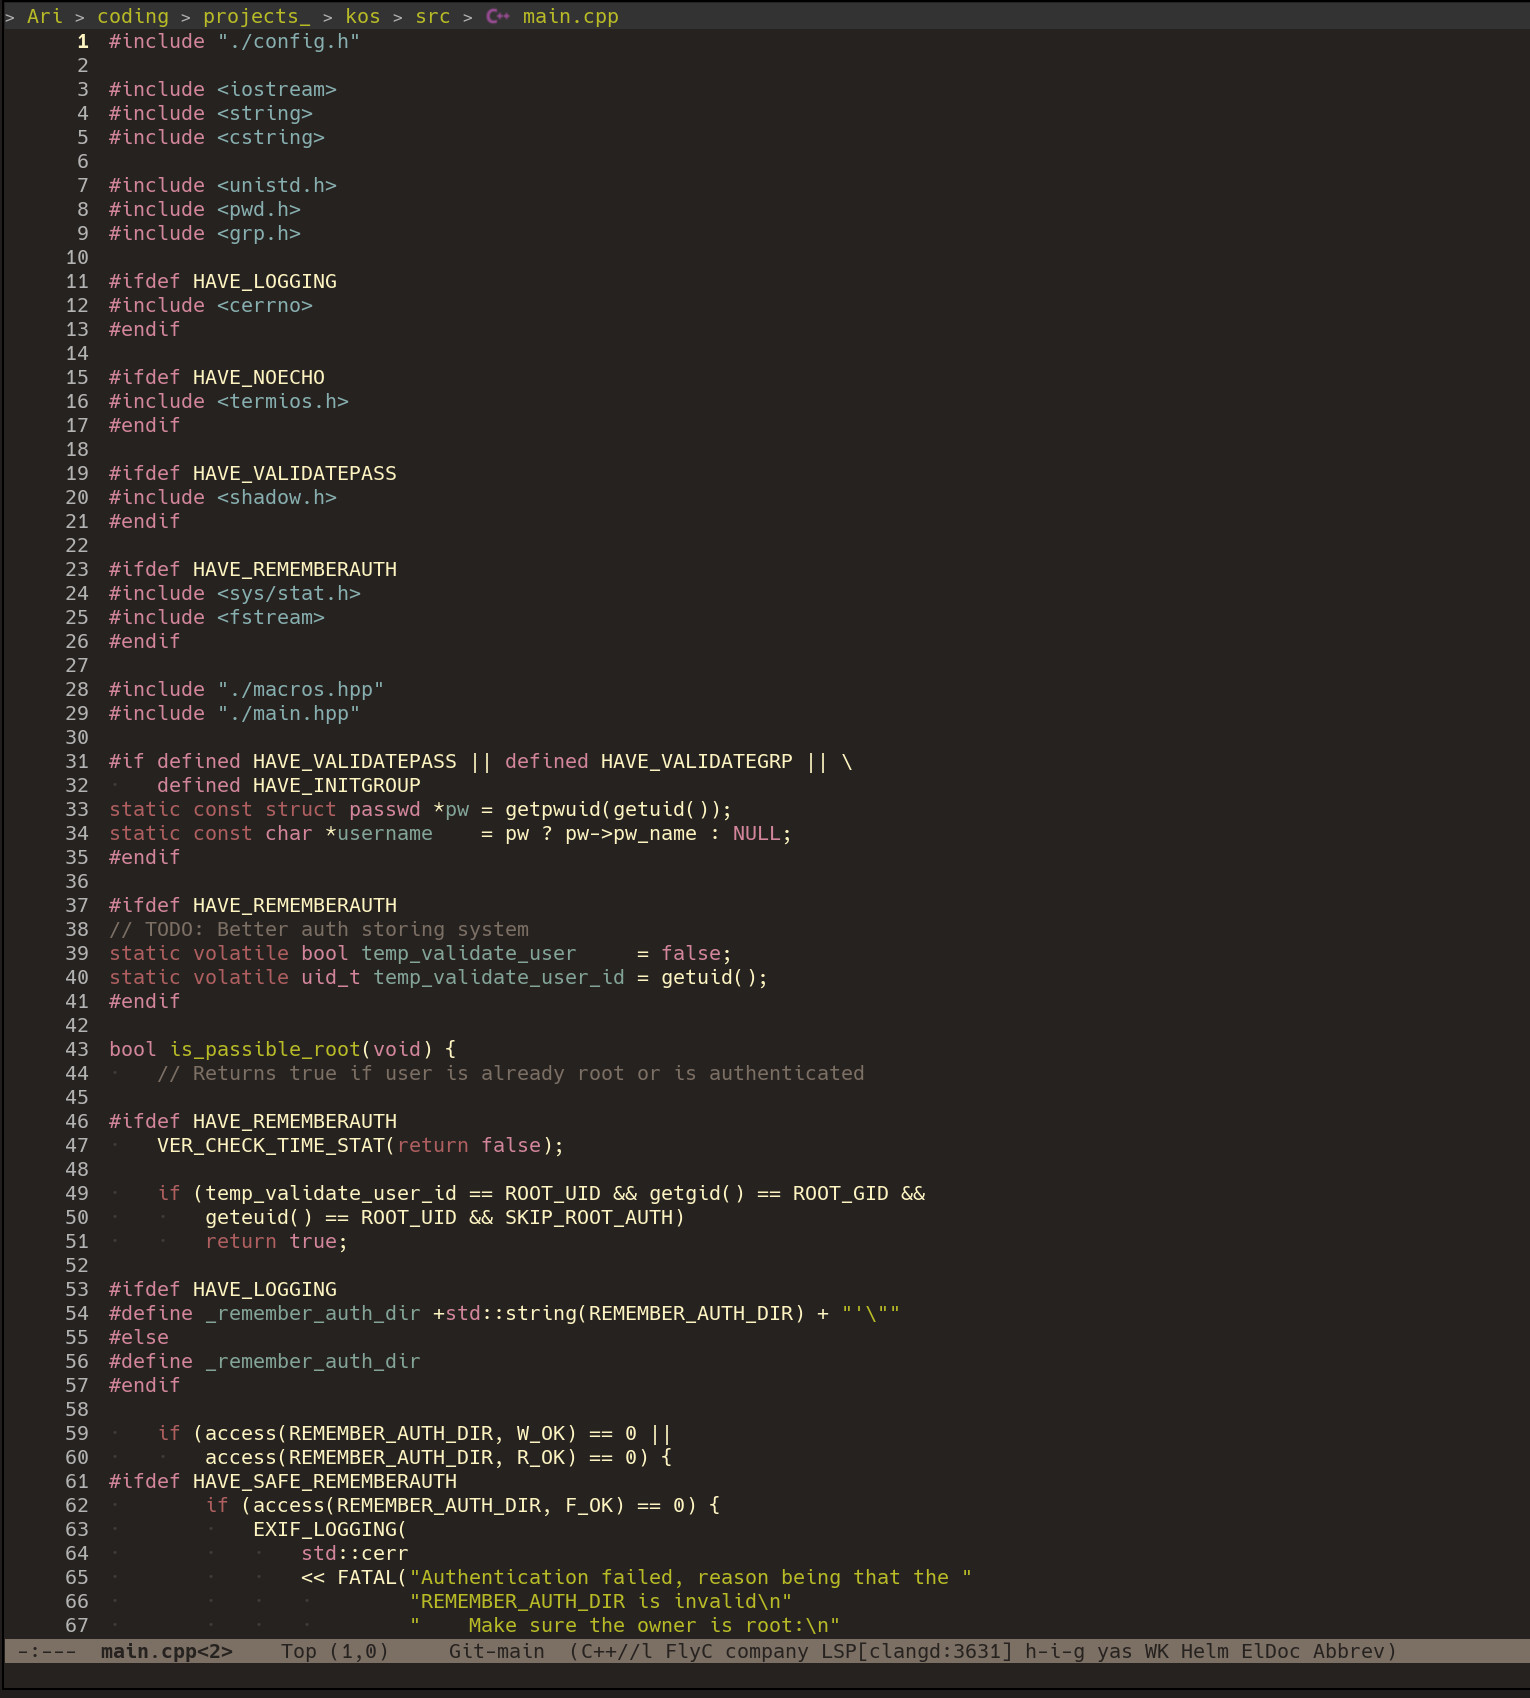 > Ari > coding > projects_ > kos > src > C++ main.cpp
1 #include "./config.h"
2
3 #include <iostream>
4 #include <string>
5 #include <cstring>
6
7 #include <unistd.h>
8 #include <pwd.h>
9 #include <grp.h>
10
11 #ifdef HAVE_LOGGING
12 #include <cerrno>
13 #endif
14
15 #ifdef HAVE_NOECHO
16 #include <termios.h>
17 #endif
18
19 #ifdef HAVE_VALIDATEPASS
20 #include <shadow.h>
21 #endif
22
23 #ifdef HAVE_REMEMBERAUTH
24 #include <sys/stat.h>
25 #include <fstream>
26 #endif
27
28 #include "./macros.hpp"
29 #include "./main.hpp"
30
31 #if defined HAVE_VALIDATEPASS || defined HAVE_VALIDATEGRP || \
32     defined HAVE_INITGROUP
33 static const struct passwd *pw = getpwuid(getuid());
34 static const char *username    = pw ? pw->pw_name : NULL;
35 #endif
36
37 #ifdef HAVE_REMEMBERAUTH
38 // TODO: Better auth storing system
39 static volatile bool temp_validate_user     = false;
40 static volatile uid_t temp_validate_user_id = getuid();
41 #endif
42
43 bool is_passible_root(void) {
44     // Returns true if user is already root or is authenticated
45
46 #ifdef HAVE_REMEMBERAUTH
47     VER_CHECK_TIME_STAT(return false);
48
49     if (temp_validate_user_id == ROOT_UID && getgid() == ROOT_GID &&
50         geteuid() == ROOT_UID && SKIP_ROOT_AUTH)
51         return true;
52
53 #ifdef HAVE_LOGGING
54 #define _remember_auth_dir +std::string(REMEMBER_AUTH_DIR) + "'\""
55 #else
56 #define _remember_auth_dir
57 #endif
58
59     if (access(REMEMBER_AUTH_DIR, W_OK) == 0 ||
60         access(REMEMBER_AUTH_DIR, R_OK) == 0) {
61 #ifdef HAVE_SAFE_REMEMBERAUTH
62         if (access(REMEMBER_AUTH_DIR, F_OK) == 0) {
63             EXIF_LOGGING(
64                 std::cerr
65                 << FATAL("Authentication failed, reason being that the "
66                          "REMEMBER_AUTH_DIR is invalid\n"
67                          "    Make sure the owner is root:\n"
-:--- main.cpp<2> Top (1,0) Git-main (C++//l FlyC company LSP[clangd:3631] h-i-g yas WK Helm ElDoc Abbrev)